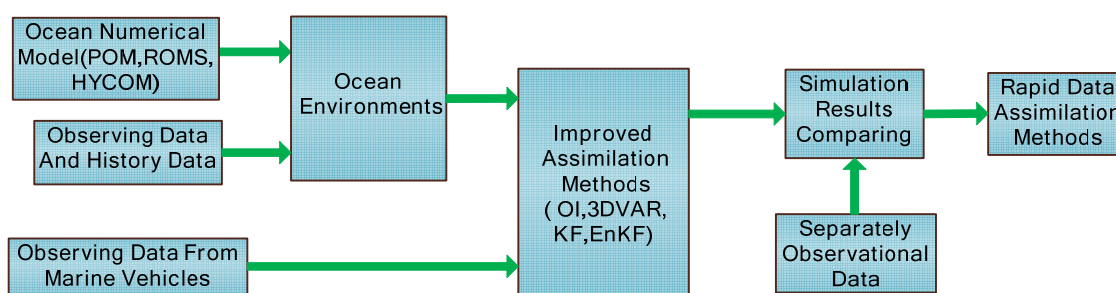 Ocean Numerical
Model(POM,ROMS,
HYCOM)
Observing Data
And History Data
Ocean
Environments
Observing Data From
Marine Vehicles
Improved
Assimilation
Methods
( OI,3DVAR,
KF,EnKF)
Simulation
Results
Comparing
Separately
Observational
Data
Rapid Data
Assimilation
Methods